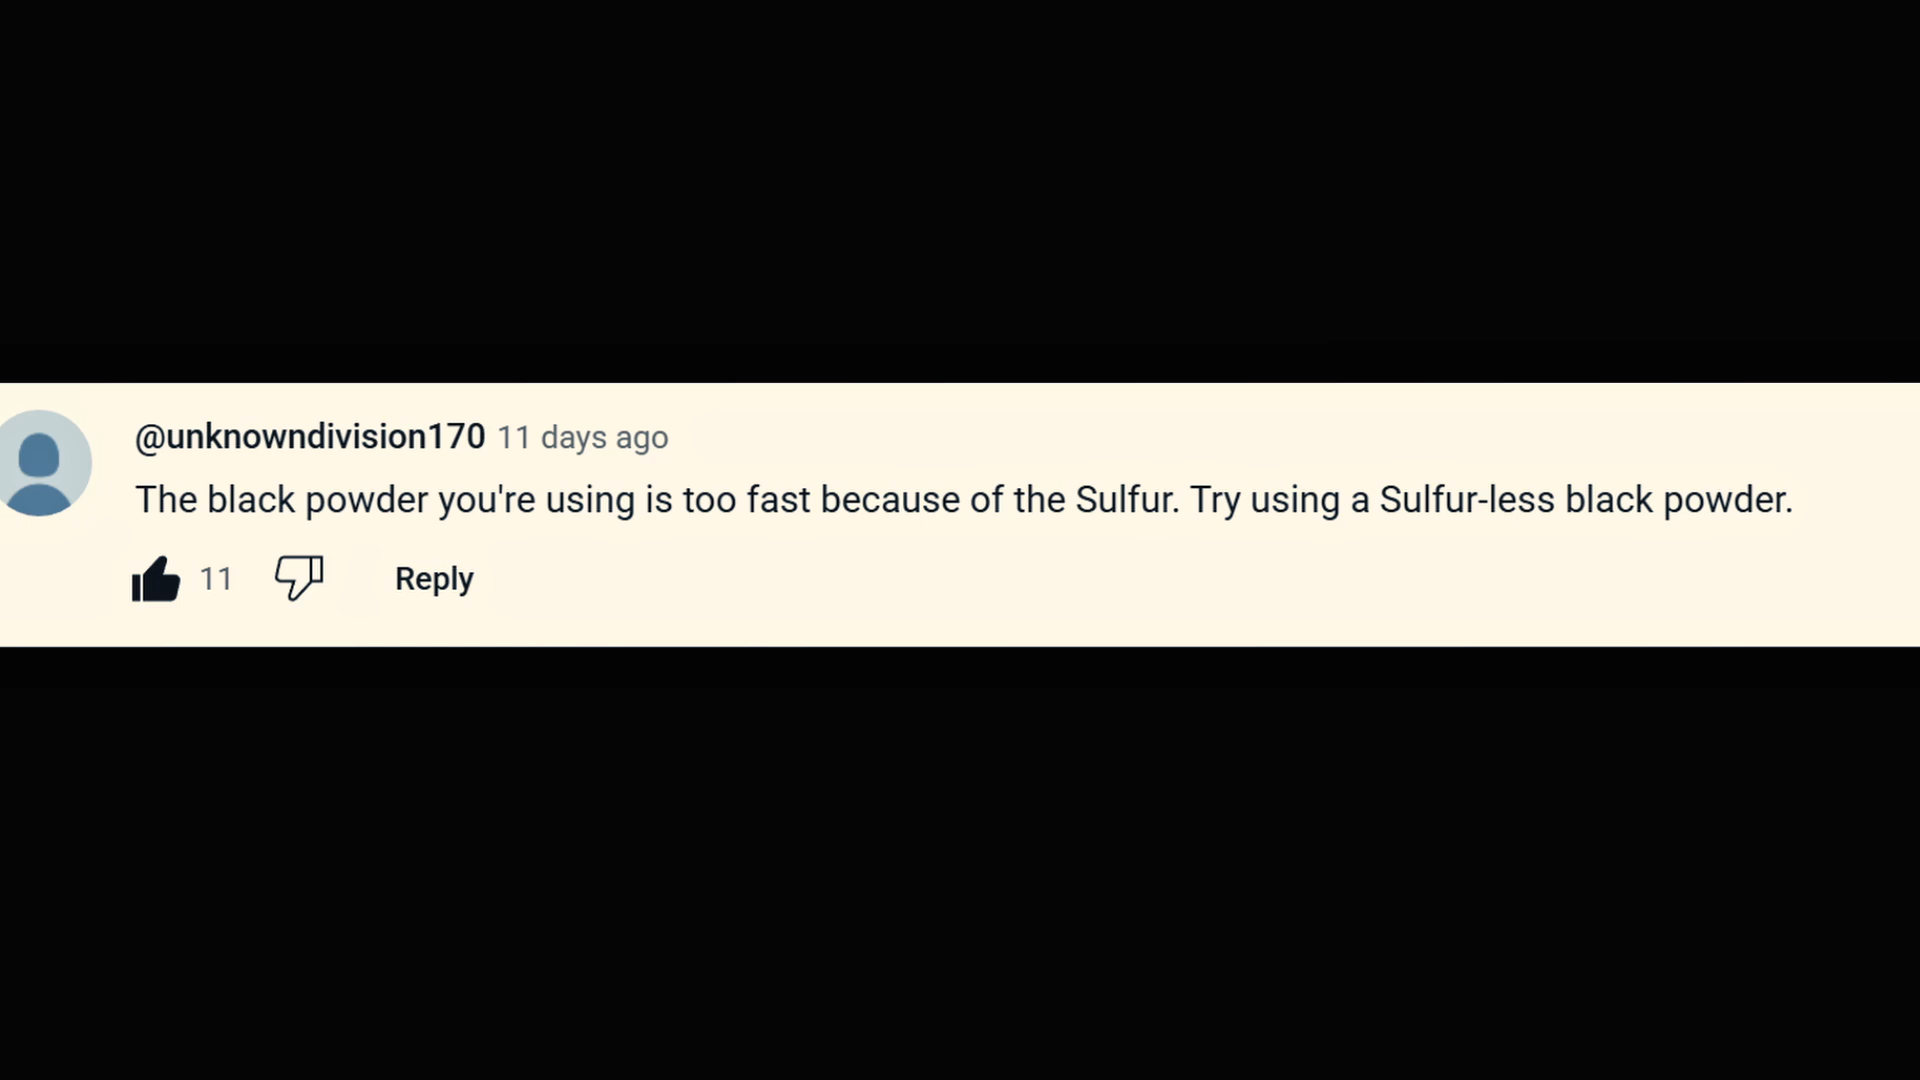 @unknowndivision170 11 days ago
The black powder you're using is too fast because of the Sulfur. Try using a Sulfur-less black powder.
11 Reply